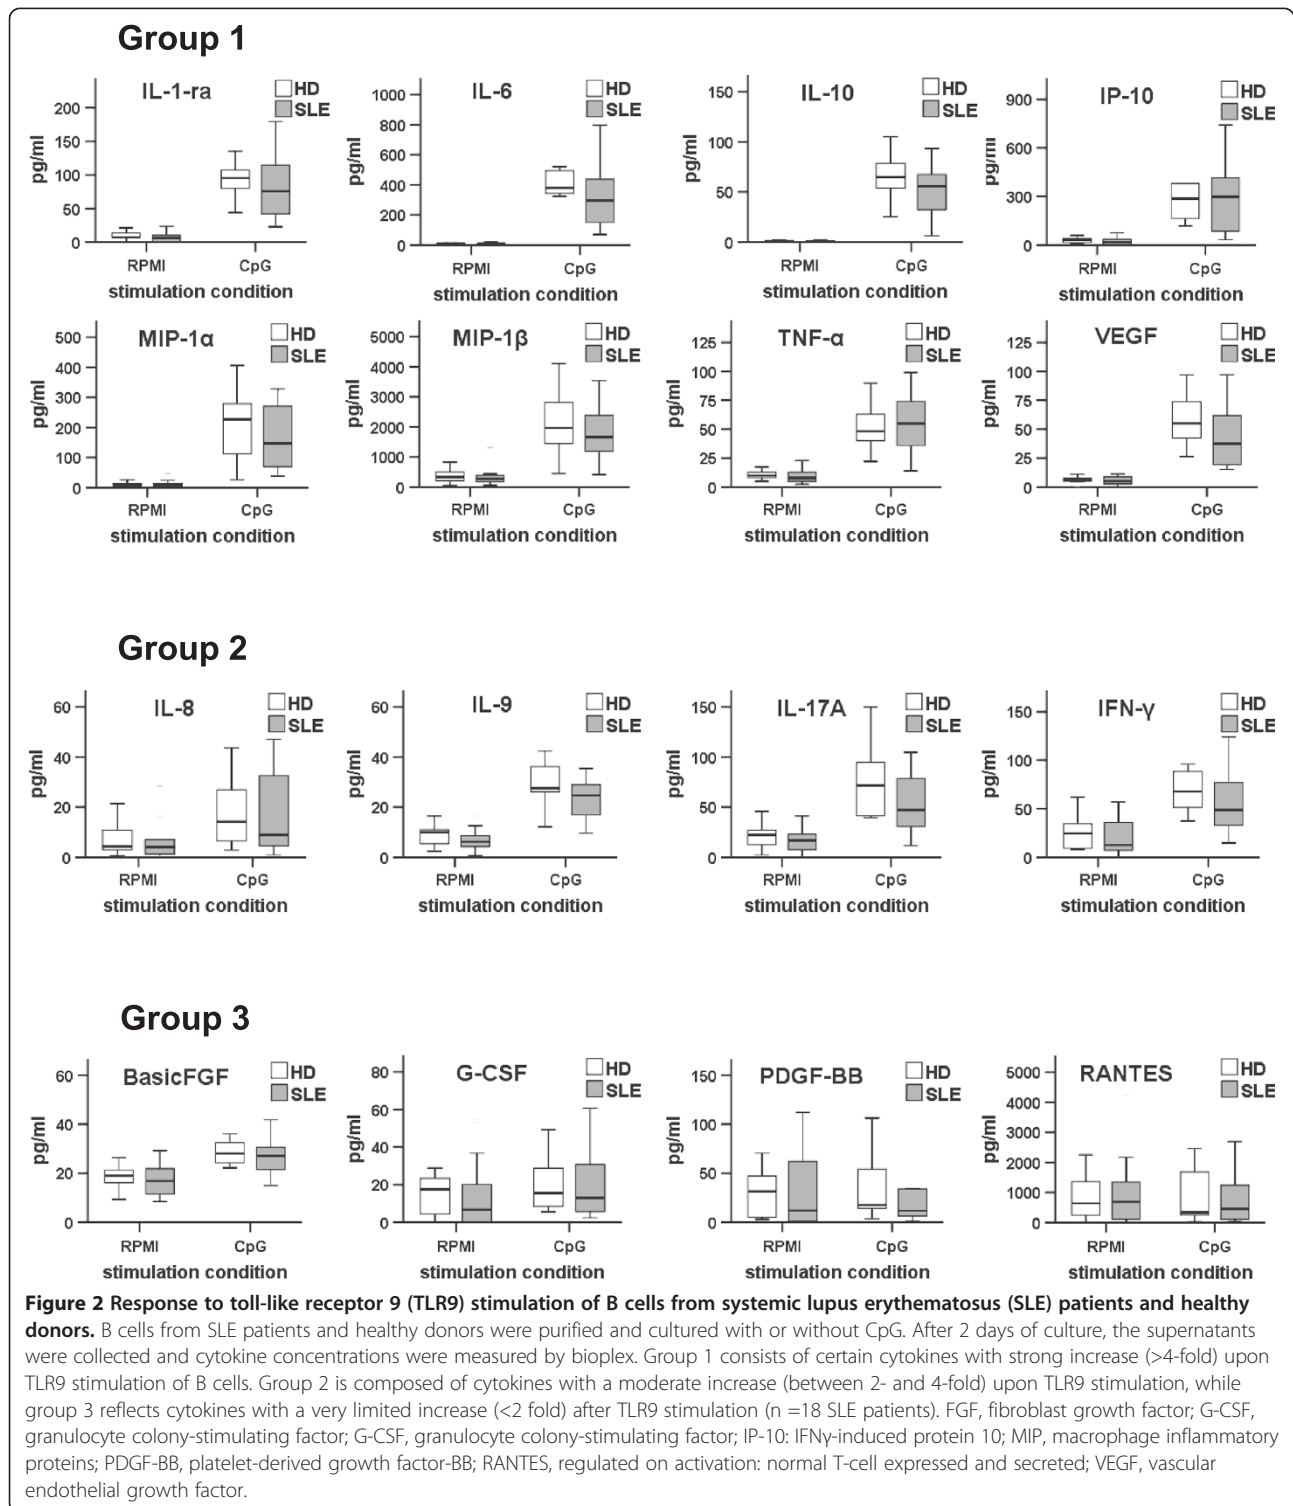 Group 1
IL-1-ra
HD
SLE
pg/ml
200
150
100
50
0
RPMI CpG
stimulation condition
IL-6
HD
SLE
pg/ml
1000
800
600
400
200
0
RPMI CpG
stimulation condition
IL-10
HD
SLE
pg/ml
150
100
50
0
RPMI CpG
stimulation condition
IP-10
HD
SLE
pg/ml
900
600
300
0
RPMI CpG
stimulation condition
MIP-1α
HD
SLE
pg/ml
500
400
300
200
100
0
RPMI CpG
stimulation condition
MIP-1β
HD
SLE
pg/ml
5000
4000
3000
2000
1000
0
RPMI CpG
stimulation condition
TNF-α
HD
SLE
pg/ml
125
100
75
50
25
0
RPMI CpG
stimulation condition
VEGF
HD
SLE
pg/ml
125
100
75
50
25
0
RPMI CpG
stimulation condition
Group 2
IL-8
HD
SLE
pg/ml
60
40
20
0
RPMI CpG
stimulation condition
IL-9
HD
SLE
pg/ml
60
40
20
0
RPMI CpG
stimulation condition
IL-17A
HD
SLE
pg/ml
150
100
50
0
RPMI CpG
stimulation condition
IFN-γ
HD
SLE
pg/ml
150
100
50
0
RPMI CpG
stimulation condition
Group 3
BasicFGF
HD
SLE
pg/ml
60
40
20
0
RPMI CpG
stimulation condition
G-CSF
HD
SLE
pg/ml
80
60
40
20
0
RPMI CpG
stimulation condition
PDGF-BB
HD
SLE
pg/ml
150
100
50
0
RPMI CpG
stimulation condition
RANTES
HD
SLE
pg/ml
5000
4000
3000
2000
1000
0
RPMI CpG
stimulation condition
Figure 2 Response to toll-like receptor 9 (TLR9) stimulation of B cells from systemic lupus erythematosus (SLE) patients and healthy
donors. B cells from SLE patients and healthy donors were purified and cultured with or without CpG. After 2 days of culture, the supernatants
were collected and cytokine concentrations were measured by bioplex. Group 1 consists of certain cytokines with strong increase (>4-fold) upon
TLR9 stimulation of B cells. Group 2 is composed of cytokines with a moderate increase (between 2- and 4-fold) upon TLR9 stimulation, while
group 3 reflects cytokines with a very limited increase (<2 fold) after TLR9 stimulation (n =18 SLE patients). FGF, fibroblast growth factor; G-CSF,
granulocyte colony-stimulating factor; G-CSF, granulocyte colony-stimulating factor; IP-10: IFNγ-induced protein 10; MIP, macrophage inflammatory
proteins; PDGF-BB, platelet-derived growth factor-BB; RANTES, regulated on activation: normal T-cell expressed and secreted; VEGF, vascular
endothelial growth factor.